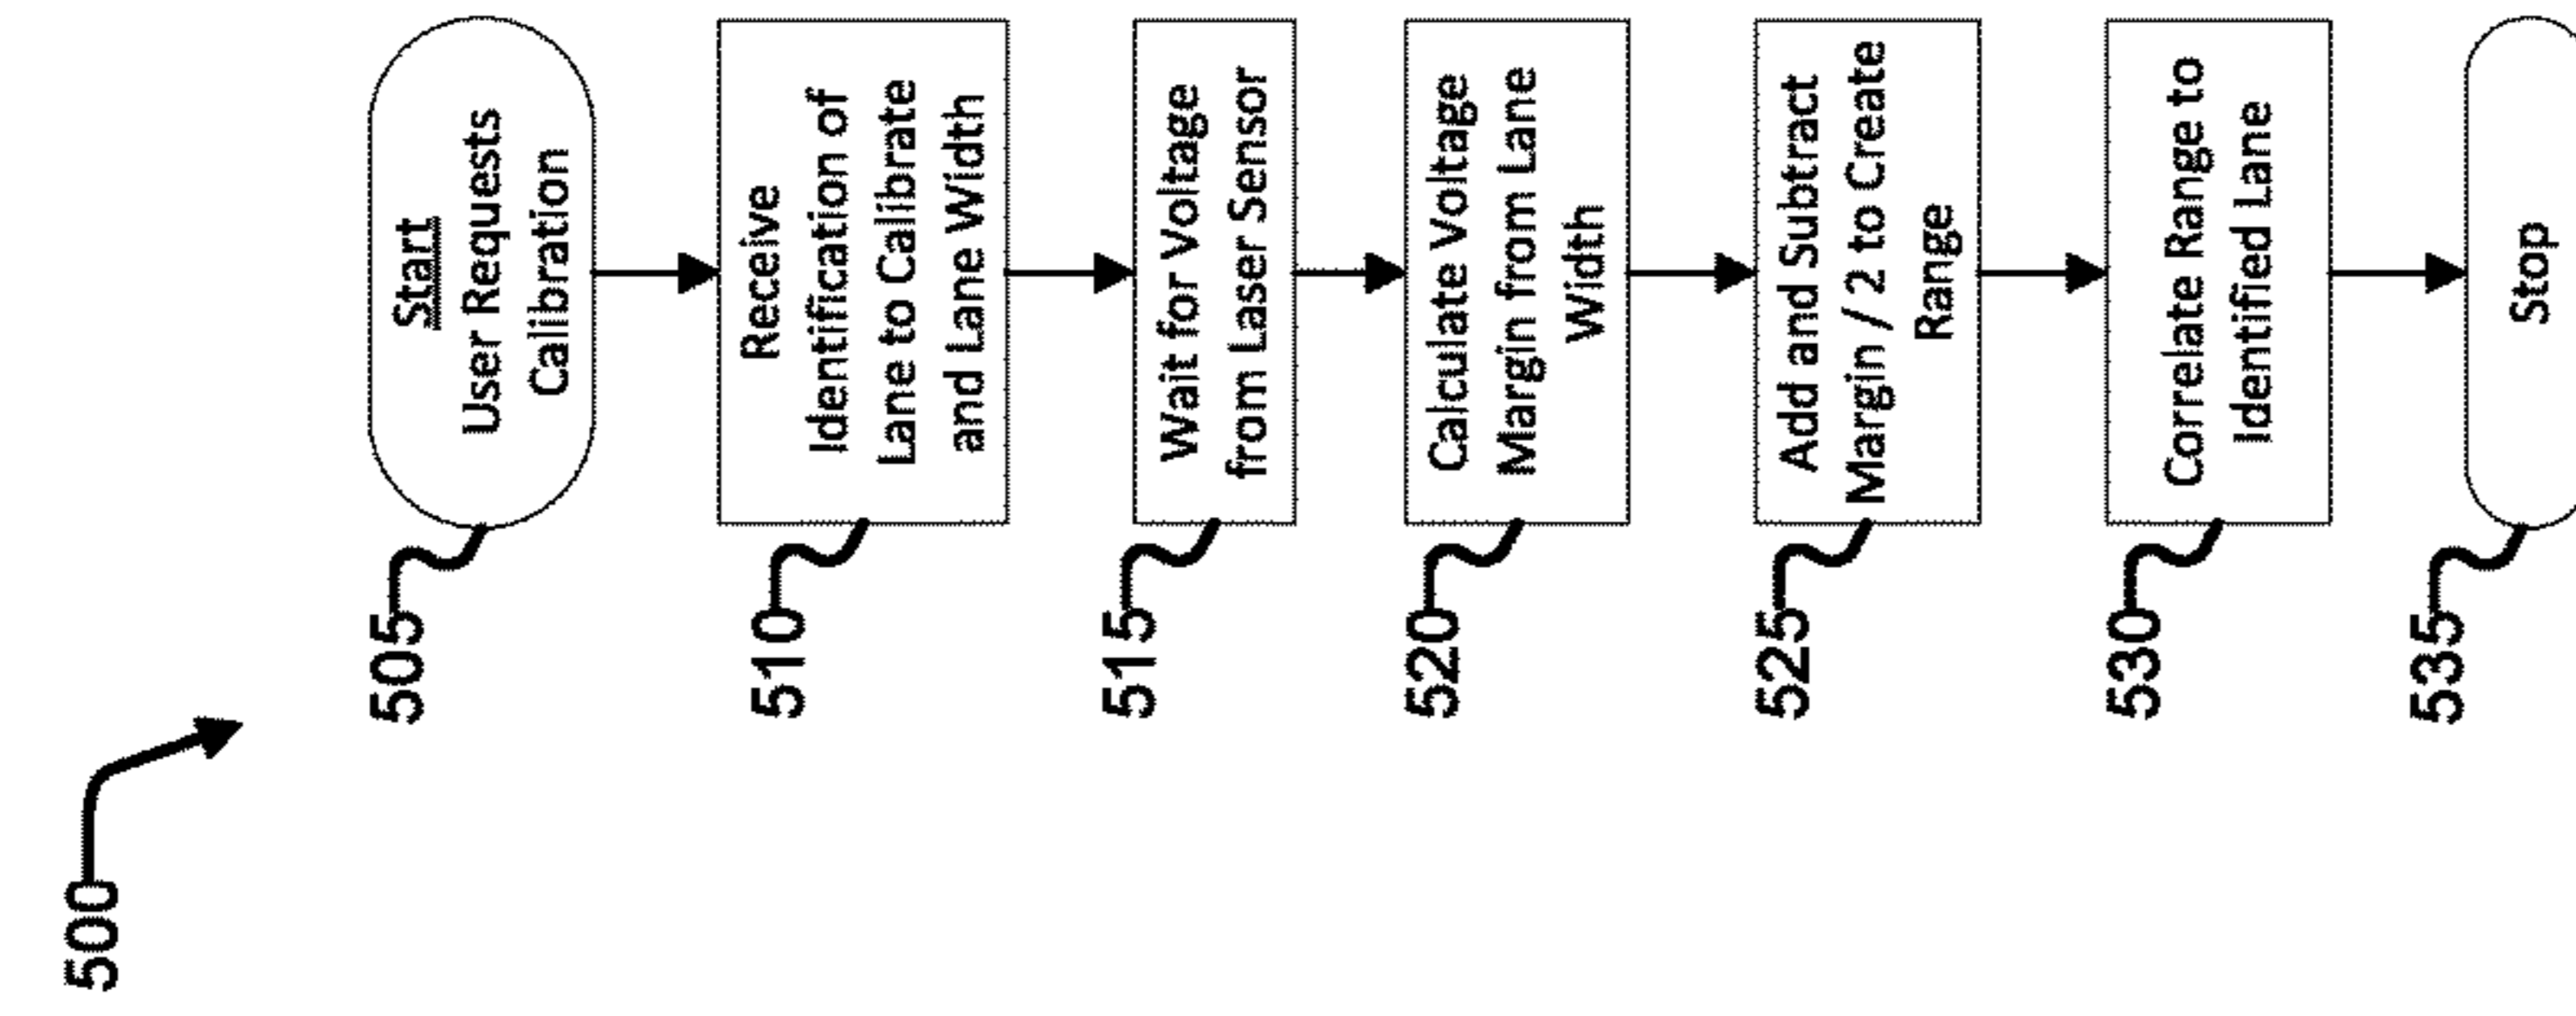 500
505
Start
User Requests
Calibration
510
Receive
Identification of
Lane to Calibrate
and Lane Width
515
Wait for Voltage
from Laser Sensor
520
Calculate Voltage
Margin from Lane
Width
525
Add and Subtract
Margin / 2 to Create
Range
530
Correlate Range to
Identified Lane
535
Stop